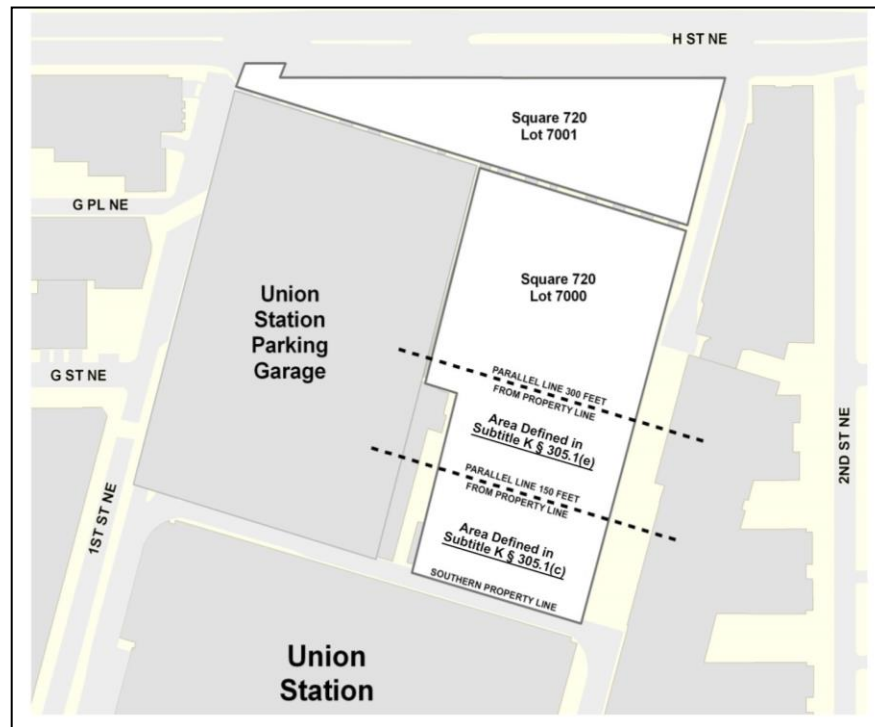 H ST NE
Square 720
Lot 7001
G PL NE
Square 720
Lot 7000
Union
Station
Parking
Garage
G ST NE
PARALLEL LINE 300 FEET
FROM PROPERTY LINE
Area Defined in
Subtitle K § 305.1(e)
PARALLEL LINE 150 FEET
FROM PROPERTY LINE
2ND ST NE
1ST ST NE
Area Defined in
Subtitle K § 305.1(c)
SOUTHERN PROPERTY LINE
Union
Station